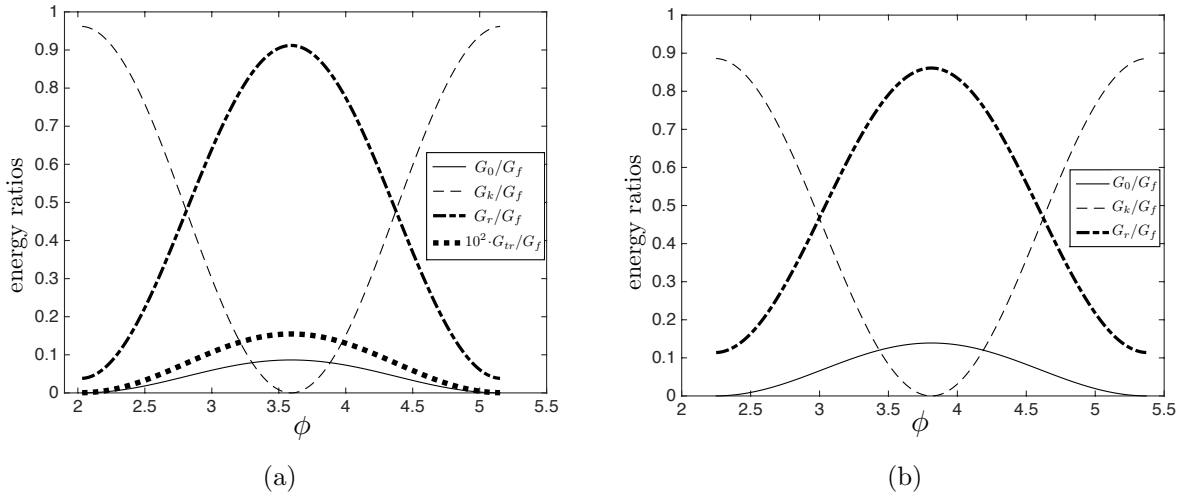 1
0.9
0.8
0.7
0.6
0.5
0.4
0.3
0.2
0.1
0
2 2.5 3 3.5 4 4.5 5 5.5
energy ratios
ϕ
G_0/G_f
G_k/G_f
G_r/G_f
10^2·G_{tr}/G_f
(a)
1
0.9
0.8
0.7
0.6
0.5
0.4
0.3
0.2
0.1
0
2 2.5 3 3.5 4 4.5 5 5.5
energy ratios
ϕ
G_0/G_f
G_k/G_f
G_r/G_f
(b)